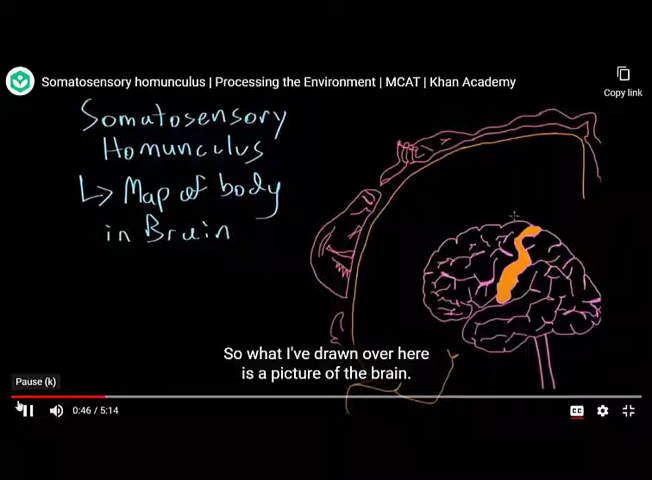 Somatosensory homunculus | Processing the Environment | MCAT | Khan Academy
Copy link
Somatosensory
Homunculus
↳ Map of body
in Brain
So what I've drawn over here
is a picture of the brain.
Pause (k)
0:46 / 5:14
CC